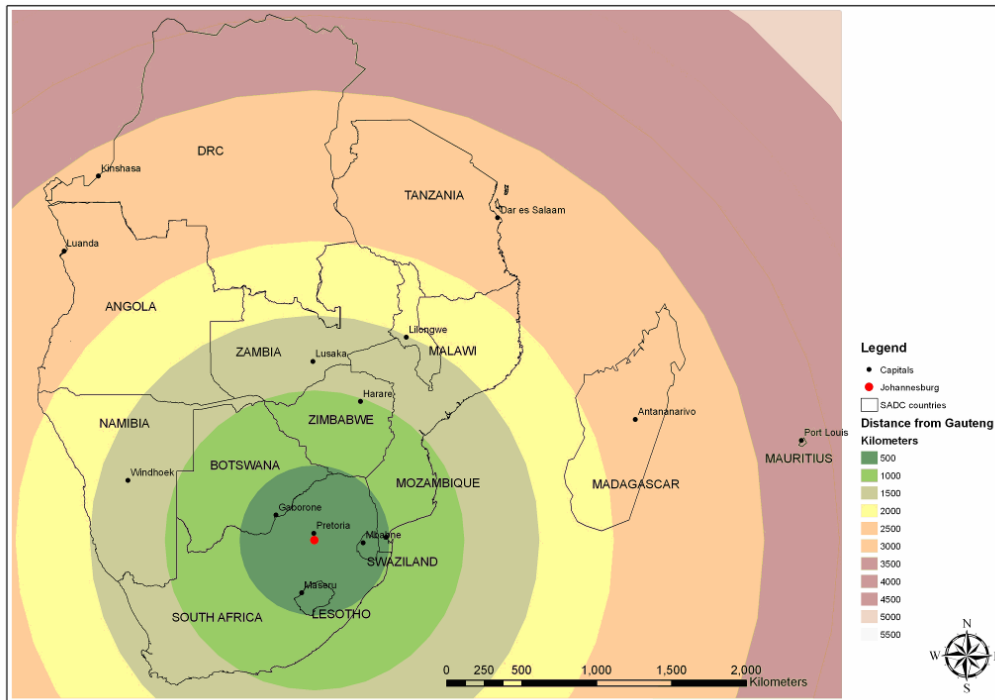 DRC
Kinshasa
TANZANIA
Dar es Salaam
Luanda
ANGOLA
Lilongwe
ZAMBIA
MALAWI
Lusaka
Harare
NAMIBIA
ZIMBABWE
Antananarivo
Port Louis
MAURITIUS
BOTSWANA
Windhoek
MOZAMBIQUE
MADAGASCAR
Gaborone
Pretoria
SWAZILAND
Maseru
SOUTH AFRICA
LESOTHO
0 250 500 1,000 1,500 2,000
Kilometers
Legend
Capitals
Johannesburg
SADC countries
Distance from Gauteng
Kilometers
500
1000
1500
2000
2500
3000
3500
4000
4500
5000
5500
N
W
S